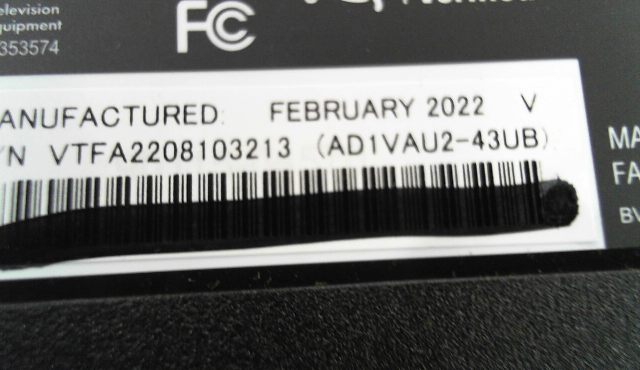 elevision
quipment
353574
FC
ANUFACTURED: FEBRUARY 2022 V
/N VTFA2208103213 (AD1VAU2-43UB)
MA
FA
BV